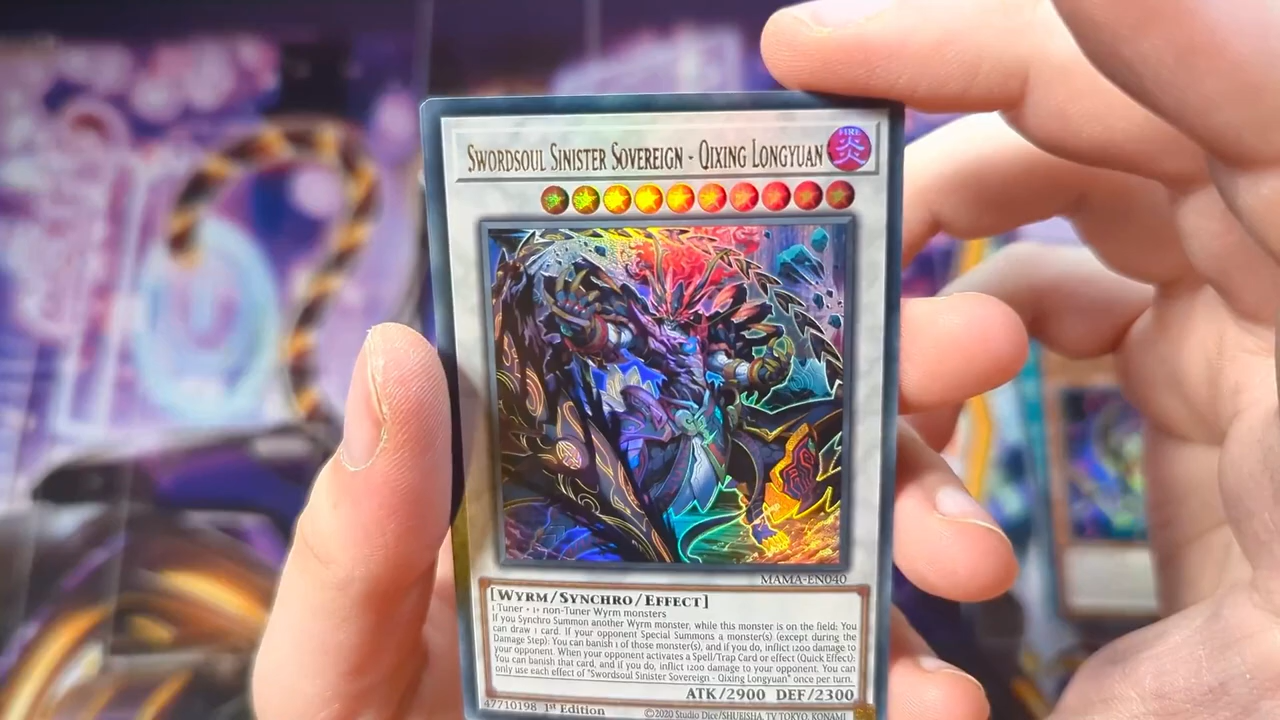 SWORDSOUL SINISTER SOVEREIGN - QIXING LONGYUAN
FIRE
炎
MAMA-EN040
[WYRM/SYNCHRO/EFFECT]
1 Tuner + 1+ non-Tuner Wyrm monsters
If you Synchro Summon another Wyrm monster, while this monster is on the field: You
can draw 1 card. If your opponent Special Summons a monster(s) (except during the
Damage Step): You can banish 1 of those monster(s), and if you do, inflict 1200 damage to
your opponent. When your opponent activates a Spell/Trap Card or effect (Quick Effect):
You can banish that card, and if you do, inflict 1200 damage to your opponent. You can
only use each effect of "Swordsoul Sinister Sovereign - Qixing Longyuan" once per turn.
ATK/2900 DEF/2300
47710198 1st Edition
©2020 Studio Dice/SHUEISHA, TV TOKYO, KONAMI